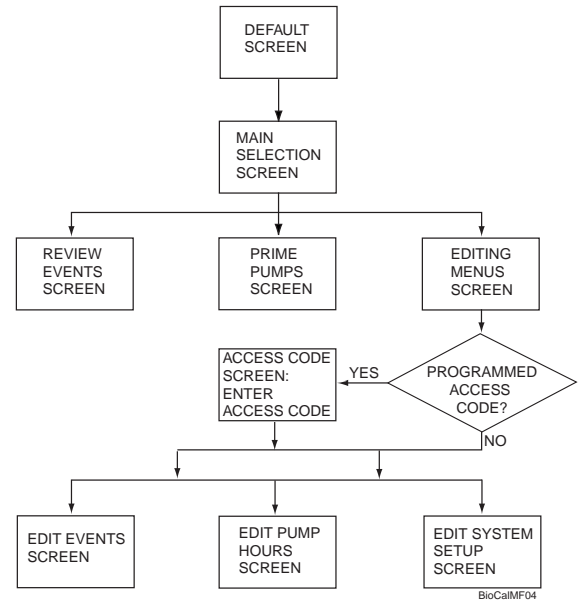 DEFAULT
SCREEN
MAIN
SELECTION
SCREEN
REVIEW
EVENTS
SCREEN
PRIME
PUMPS
SCREEN
EDITING
MENUS
SCREEN
ACCESS CODE
SCREEN:
ENTER
ACCESS CODE
YES
PROGRAMMED
ACCESS
CODE?
NO
EDIT EVENTS
SCREEN
EDIT PUMP
HOURS
SCREEN
EDIT SYSTEM
SETUP
SCREEN
BioCalMF04